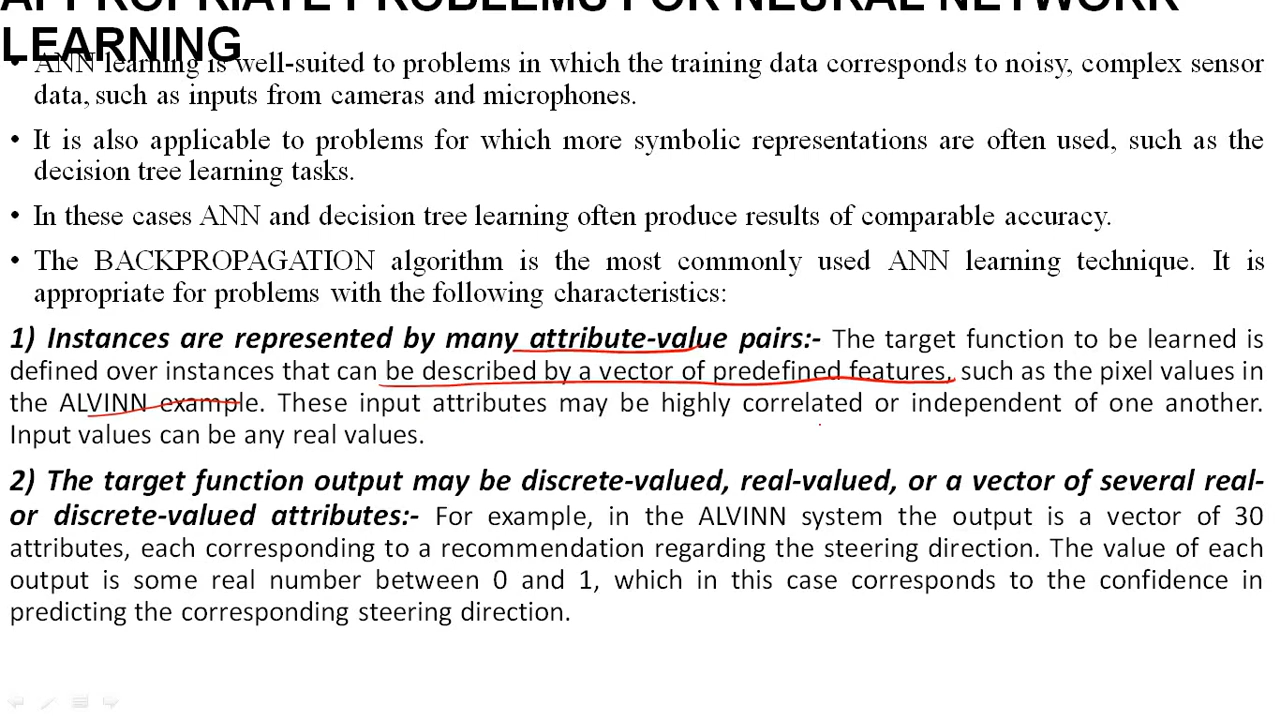 APPROPRIATE PROBLEMS FOR NEURAL NETWORK
LEARNING
• ANN learning is well-suited to problems in which the training data corresponds to noisy, complex sensor
data, such as inputs from cameras and microphones.
• It is also applicable to problems for which more symbolic representations are often used, such as the
decision tree learning tasks.
• In these cases ANN and decision tree learning often produce results of comparable accuracy.
• The BACKPROPAGATION algorithm is the most commonly used ANN learning technique. It is
appropriate for problems with the following characteristics:
1) Instances are represented by many attribute-value pairs:- The target function to be learned is
defined over instances that can be described by a vector of predefined features, such as the pixel values in
the ALVINN example. These input attributes may be highly correlated or independent of one another.
Input values can be any real values.
2) The target function output may be discrete-valued, real-valued, or a vector of several real-
or discrete-valued attributes:- For example, in the ALVINN system the output is a vector of 30
attributes, each corresponding to a recommendation regarding the steering direction. The value of each
output is some real number between 0 and 1, which in this case corresponds to the confidence in
predicting the corresponding steering direction.